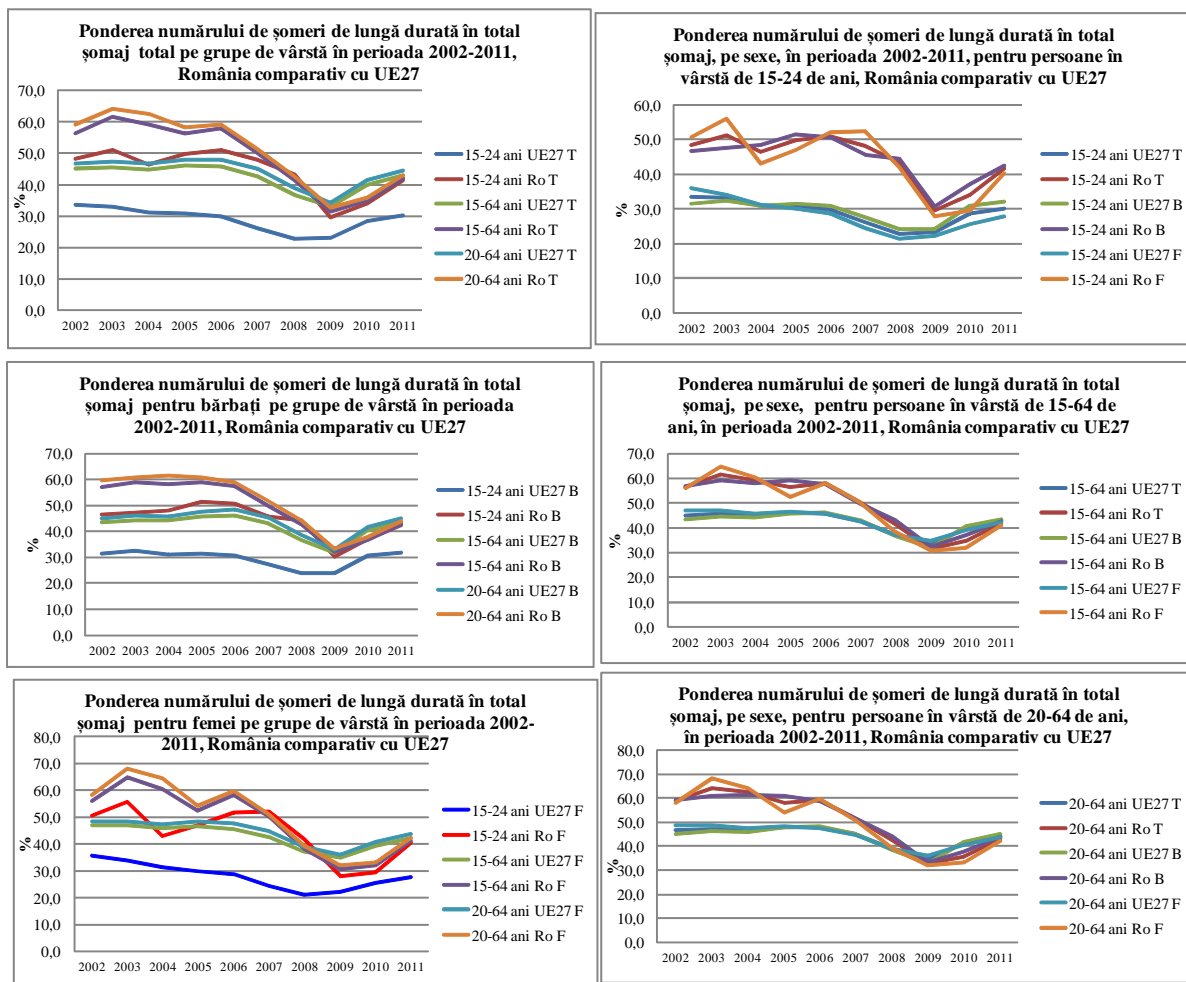 Ponderea numărului de șomeri de lungă durată în total
șomaj total pe grupe de vârstă în perioada 2002-2011,
România comparativ cu UE27
70,0
60,0
50,0
40,0
30,0
20,0
10,0
0,0
%
2002 2003 2004 2005 2006 2007 2008 2009 2010 2011
15-24 ani UE27 T
15-24 ani Ro T
15-64 ani UE27 T
15-64 ani Ro T
20-64 ani UE27 T
20-64 ani Ro T
Ponderea numărului de șomeri de lungă durată în total
șomaj, pe sexe, în perioada 2002-2011, pentru persoane în
vârstă de 15-24 de ani, România comparativ cu UE27
60,0
50,0
40,0
30,0
20,0
10,0
0,0
%
2002 2003 2004 2005 2006 2007 2008 2009 2010 2011
15-24 ani UE27 T
15-24 ani Ro T
15-24 ani UE27 B
15-24 ani Ro B
15-24 ani UE27 F
15-24 ani Ro F
Ponderea numărului de șomeri de lungă durată în total
șomaj pentru bărbați pe grupe de vârstă în perioada
2002-2011, România comparativ cu UE27
70,0
60,0
50,0
40,0
30,0
20,0
10,0
0,0
%
2002 2003 2004 2005 2006 2007 2008 2009 2010 2011
15-24 ani UE27 B
15-24 ani Ro B
15-64 ani UE27 B
15-64 ani Ro B
20-64 ani UE27 B
20-64 ani Ro B
Ponderea numărului de șomeri de lungă durată în total
șomaj, pe sexe, pentru persoane în vârstă de 15-64 de
ani, în perioada 2002-2011, România comparativ cu UE27
70,0
60,0
50,0
40,0
30,0
20,0
10,0
0,0
%
2002 2003 2004 2005 2006 2007 2008 2009 2010 2011
15-64 ani UE27 T
15-64 ani Ro T
15-64 ani UE27 B
15-64 ani Ro B
15-64 ani UE27 F
15-64 ani Ro F
Ponderea numărului de șomeri de lungă durată în total
șomaj pentru femei pe grupe de vârstă în perioada 2002-
2011, România comparativ cu UE27
80,0
70,0
60,0
50,0
40,0
30,0
20,0
10,0
0,0
%
2002 2003 2004 2005 2006 2007 2008 2009 2010 2011
15-24 ani UE27 F
15-24 ani Ro F
15-64 ani UE27 F
15-64 ani Ro F
20-64 ani UE27 F
20-64 ani Ro F
Ponderea numărului de șomeri de lungă durată în total
șomaj, pe sexe, pentru persoane în vârstă de 20-64 de ani,
în perioada 2002-2011, România comparativ cu UE27
80,0
70,0
60,0
50,0
40,0
30,0
20,0
10,0
0,0
%
2002 2003 2004 2005 2006 2007 2008 2009 2010 2011
20-64 ani UE27 T
20-64 ani Ro T
20-64 ani UE27 B
20-64 ani Ro B
20-64 ani UE27 F
20-64 ani Ro F